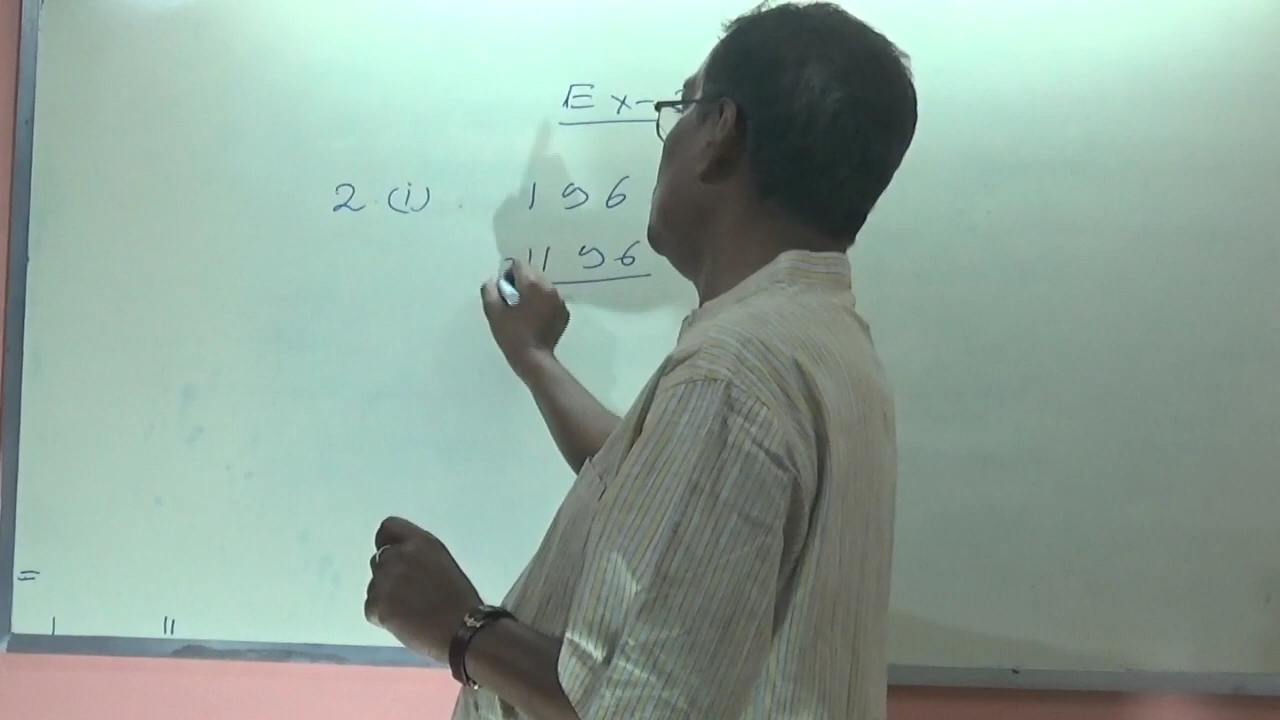 Ex-
2 (i) 196
1196
=
| ||